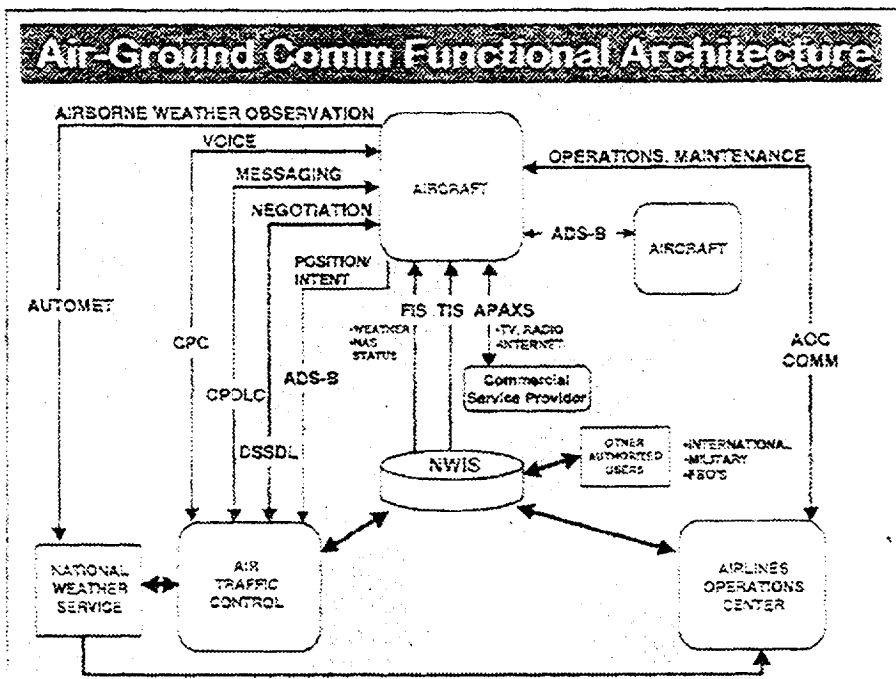 Air-Ground Comm Functional Architecture
AIRBORNE WEATHER OBSERVATION
VOICE
MESSAGING
NEGOTIATION
POSITION/
INTENT
AIRCRAFT
OPERATIONS, MAINTENANCE
ADS-B
AIRCRAFT
AUTOMET
CPC
CPDLC
DSSDL
ADS-B
FIS TIS APAXS
•WEATHER
•NAS
STATUS
•TV, RADIO
•INTERNET
Commercial
Service Provider
AOC
COMM
NWIS
OTHER
AUTHORIZED
USERS
•INTERNATIONAL
•MILITARY
•FBO'S
NATIONAL
WEATHER
SERVICE
AIR
TRAFFIC
CONTROL
AIRLINES
OPERATIONS
CENTER